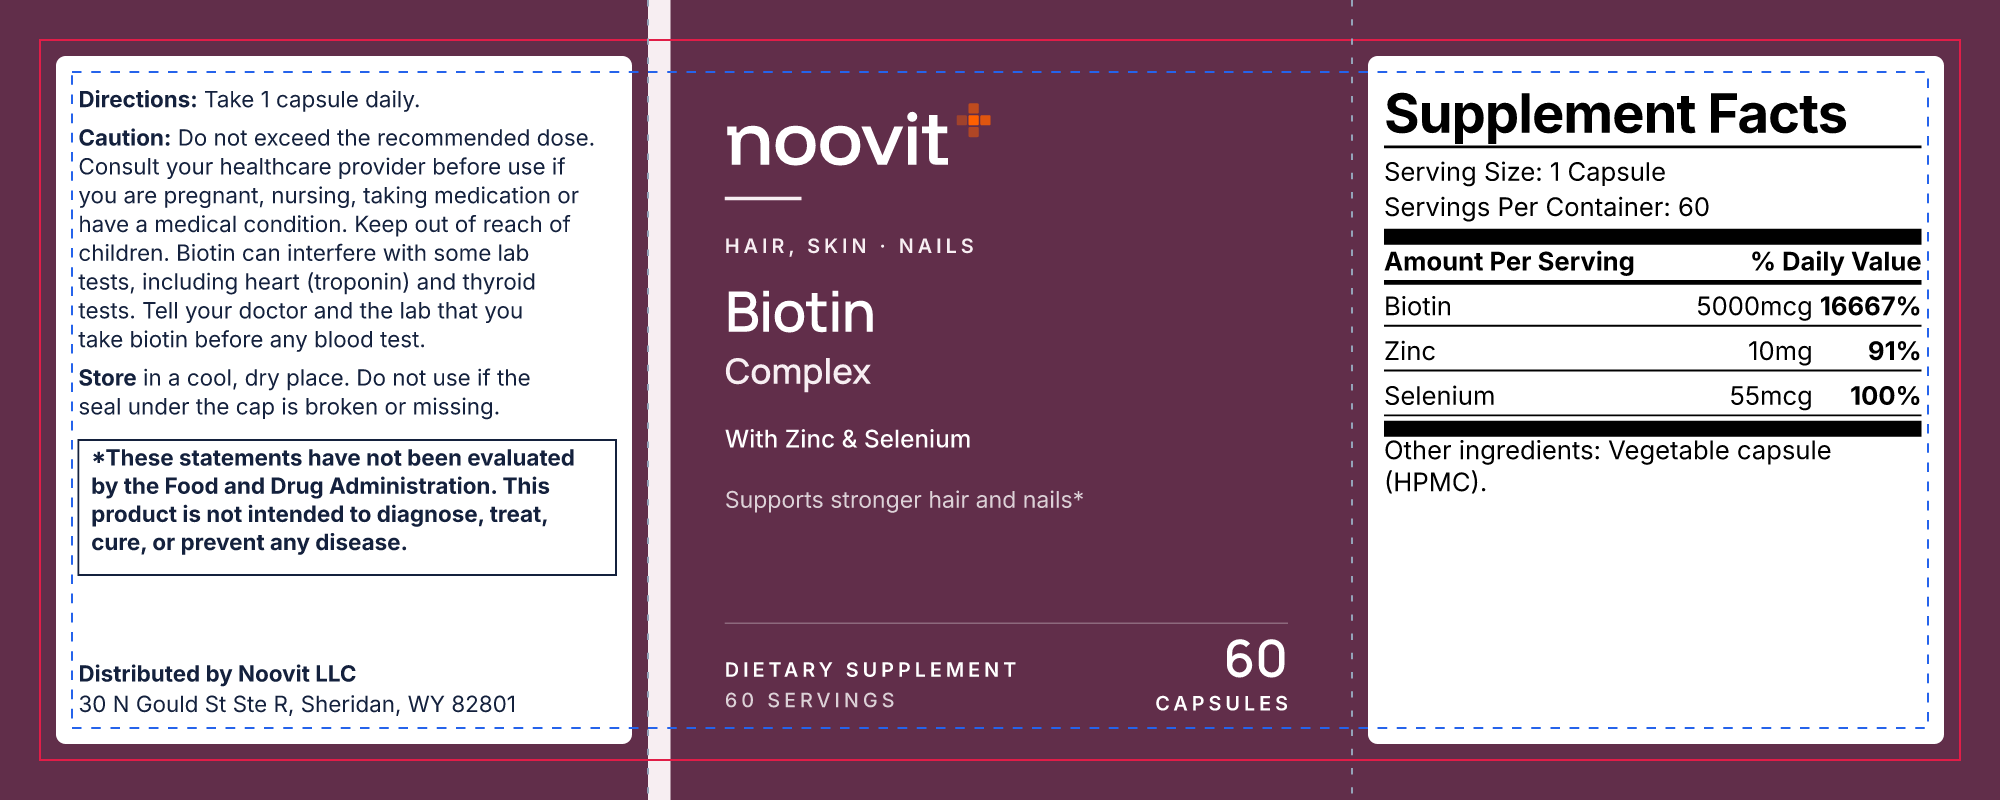 Directions: Take 1 capsule daily.
Caution: Do not exceed the recommended dose.
Consult your healthcare provider before use if
you are pregnant, nursing, taking medication or
have a medical condition. Keep out of reach of
children. Biotin can interfere with some lab
tests, including heart (troponin) and thyroid
tests. Tell your doctor and the lab that you
take biotin before any blood test.
Store in a cool, dry place. Do not use if the
seal under the cap is broken or missing.
*These statements have not been evaluated
by the Food and Drug Administration. This
product is not intended to diagnose, treat,
cure, or prevent any disease.
Distributed by Noovit LLC
30 N Gould St Ste R, Sheridan, WY 82801
noovit
HAIR, SKIN · NAILS
Biotin
Complex
With Zinc & Selenium
Supports stronger hair and nails*
DIETARY SUPPLEMENT
60 SERVINGS
60
CAPSULES
Supplement Facts
Serving Size: 1 Capsule
Servings Per Container: 60
Amount Per Serving % Daily Value
Biotin 5000mcg 16667%
Zinc 10mg 91%
Selenium 55mcg 100%
Other ingredients: Vegetable capsule
(HPMC).